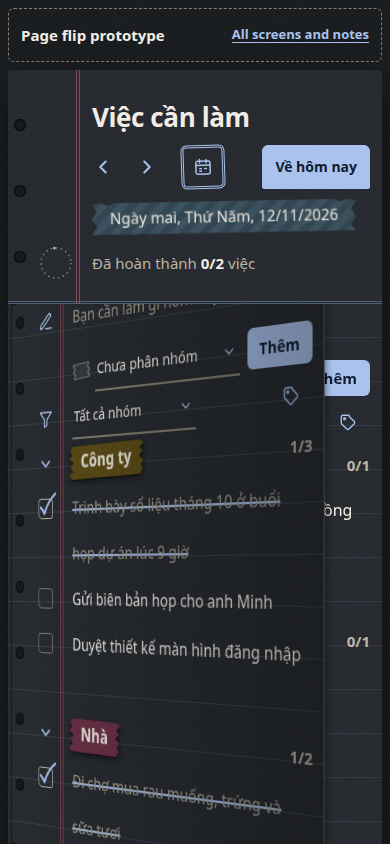 Page flip prototype
All screens and notes
Việc cần làm
Về hôm nay
Ngày mai, Thứ Năm, 12/11/2026
Đã hoàn thành 0/2 việc
Bạn cần làm gì
Chưa phân nhóm
Thêm
hêm
Tất cả nhóm
Công ty
1/3
0/1
Trình bày số liệu tháng 10 ở buổi
họp dự án lúc 9 giờ
ông
Gửi biên bản họp cho anh Minh
Duyệt thiết kế màn hình đăng nhập
0/1
Nhà
1/2
Đi chợ mua rau muống, trứng và
sữa tươi